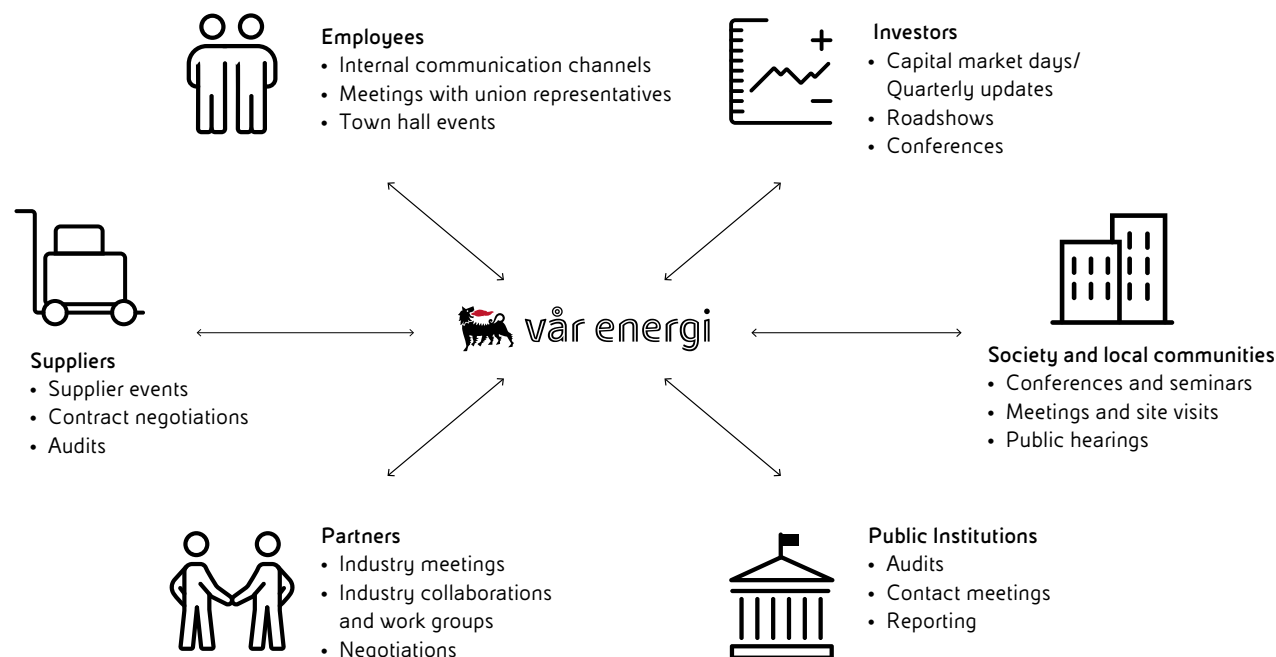 Employees
• Internal communication channels
• Meetings with union representatives
• Town hall events
Investors
• Capital market days/
Quarterly updates
• Roadshows
• Conferences
vår energi
Suppliers
• Supplier events
• Contract negotiations
• Audits
Society and local communities
• Conferences and seminars
• Meetings and site visits
• Public hearings
Partners
• Industry meetings
• Industry collaborations
and work groups
• Negotiations
Public Institutions
• Audits
• Contact meetings
• Reporting